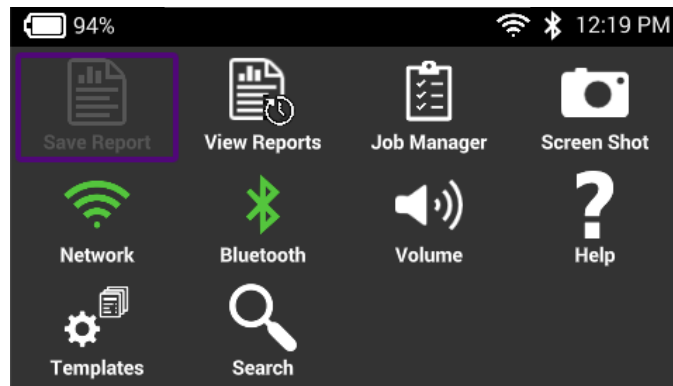 94% 12:19 PM
Save Report View Reports Job Manager Screen Shot
Network Bluetooth Volume Help
Templates Search